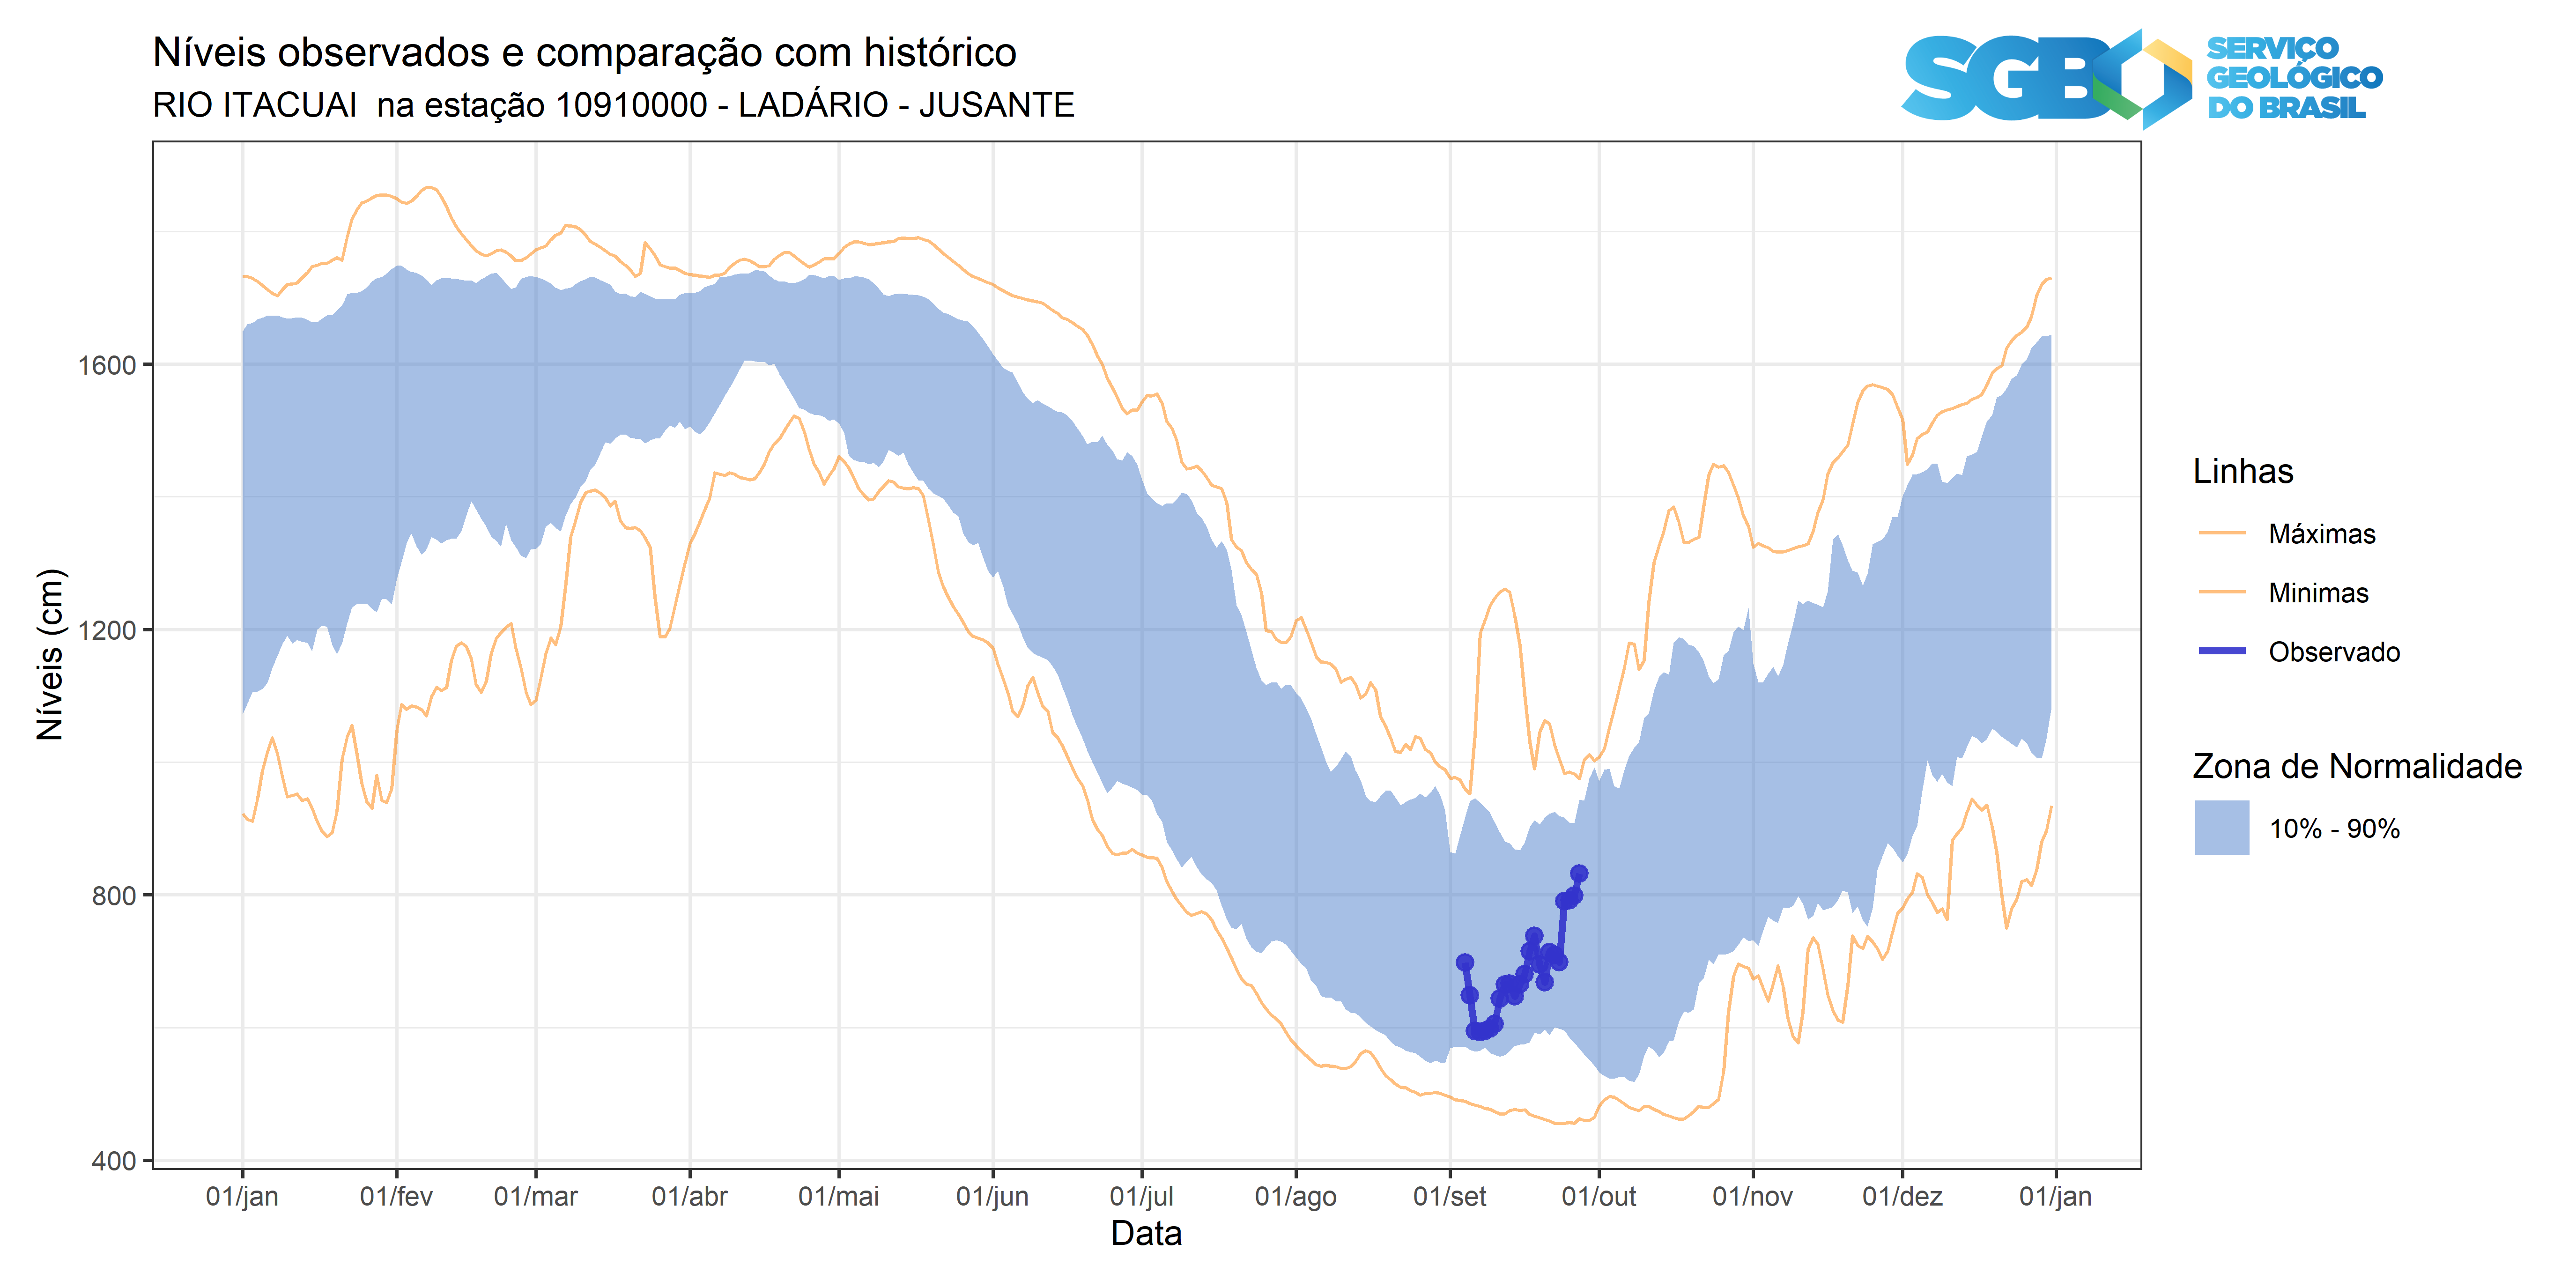 Níveis observados e comparação com histórico
RIO ITACUAI  na estação 10910000 - LADÁRIO - JUSANTE
SGB
SERVIÇO
GEOLÓGICO
DO BRASIL
Níveis (cm)
1600
1200
800
400
01/jan 01/fev 01/mar 01/abr 01/mai 01/jun 01/jul 01/ago 01/set 01/out 01/nov 01/dez 01/jan
Data
Linhas
Máximas
Minimas
Observado
Zona de Normalidade
10% - 90%